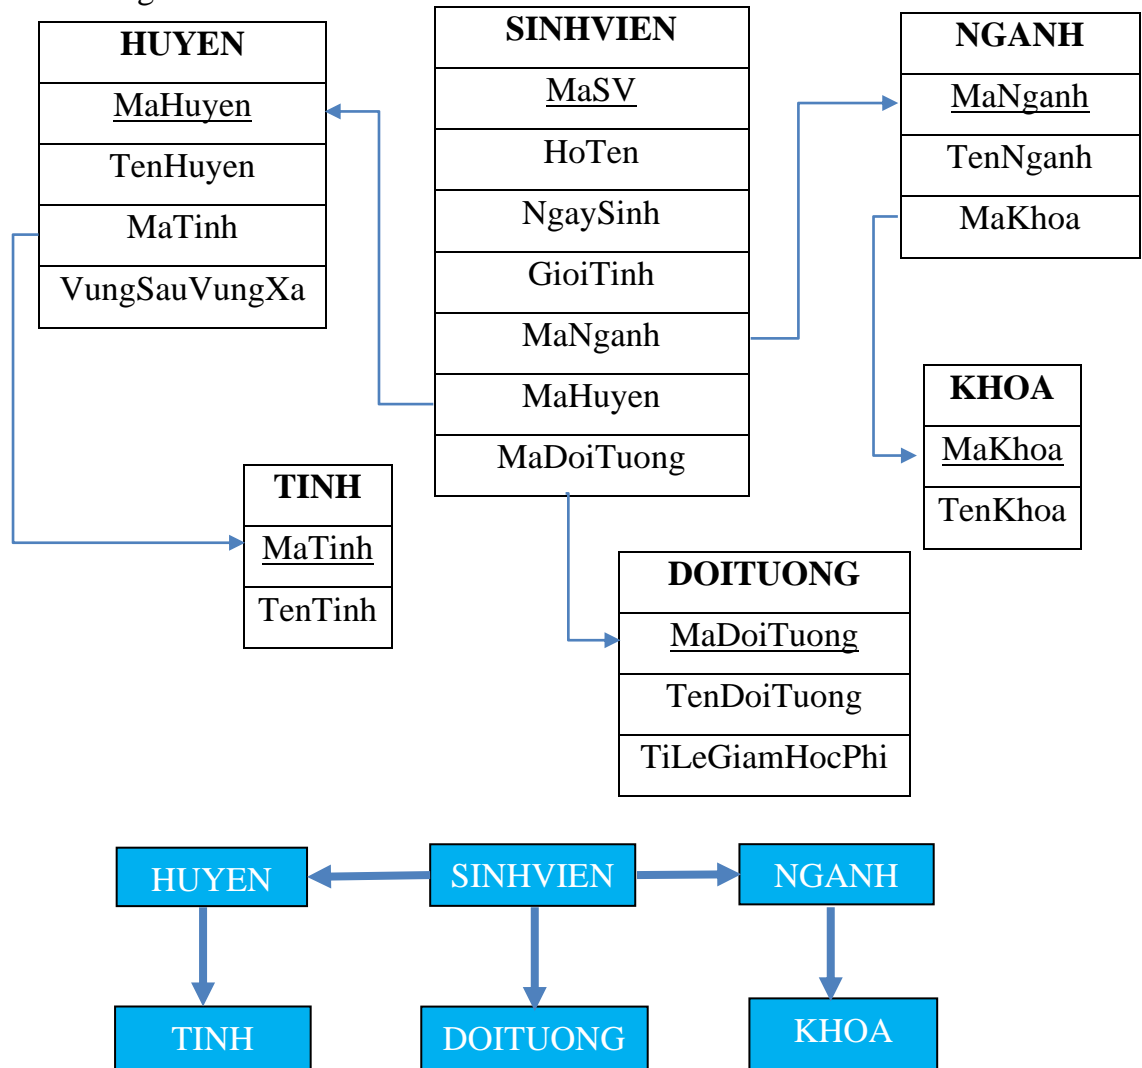 HUYEN
MaHuyen
TenHuyen
MaTinh
VungSauVungXa
SINHVIEN
MaSV
HoTen
NgaySinh
GioiTinh
MaNganh
MaHuyen
MaDoiTuong
NGANH
MaNganh
TenNganh
MaKhoa
KHOA
MaKhoa
TenKhoa
TINH
MaTinh
TenTinh
DOITUONG
MaDoiTuong
TenDoiTuong
TiLeGiamHocPhi
HUYEN
SINHVIEN
NGANH
TINH
DOITUONG
KHOA